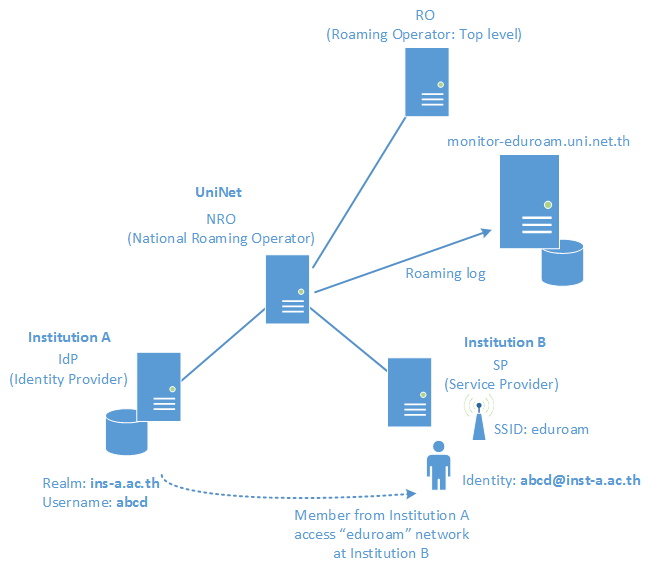 RO
(Roaming Operator: Top level)
monitor-eduroam.uni.net.th
UniNet
NRO
(National Roaming Operator)
Roaming log
Institution A
IdP
(Identity Provider)
Institution B
SP
(Service Provider)
SSID: eduroam
Realm: ins-a.ac.th
Username: abcd
Identity: abcd@inst-a.ac.th
Member from Institution A
access “eduroam” network
at Institution B